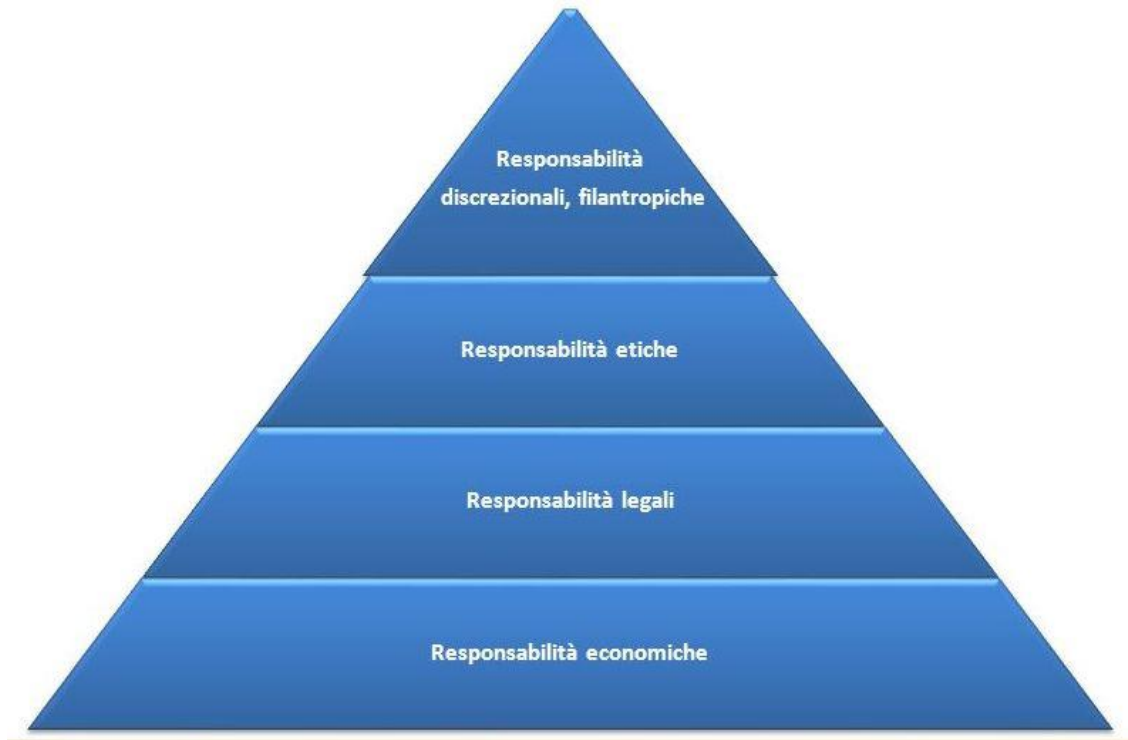 Responsabilità
discrezionali, filantropiche
Responsabilità etiche
Responsabilità legali
Responsabilità economiche